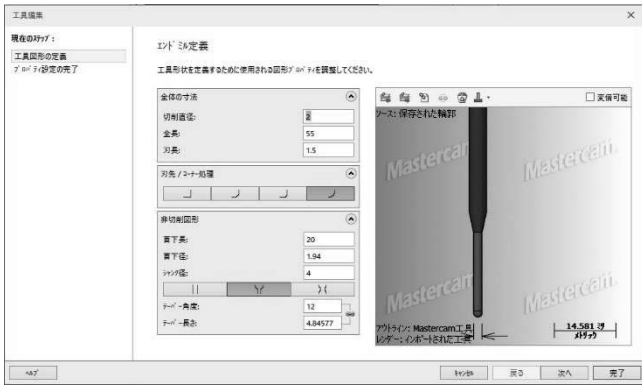 工具編集
現在のステップ:
工具図形の定義
プロパティ設定の完了
エンドミル定義
工具形状を定義するために使用される図形プロパティを調整してください。
全体の寸法
切削直径: 2
全長: 55
刃長: 1.5
刃先 / コーナー処理
非切削図形
首下長: 20
首下径: 1.94
シャンク径: 4
テーパー角度: 12
テーパー長さ: 4.84577
変倍可能
ソース: 保存された輪郭
Mastercam
Mastercam.
Mastercam
Mastercam.
アウトライン: Mastercam工具
レンダー: インポートされた工具
14.581 ミリ
メトリック
ヘルプ
キャンセル
戻る
次へ
完了